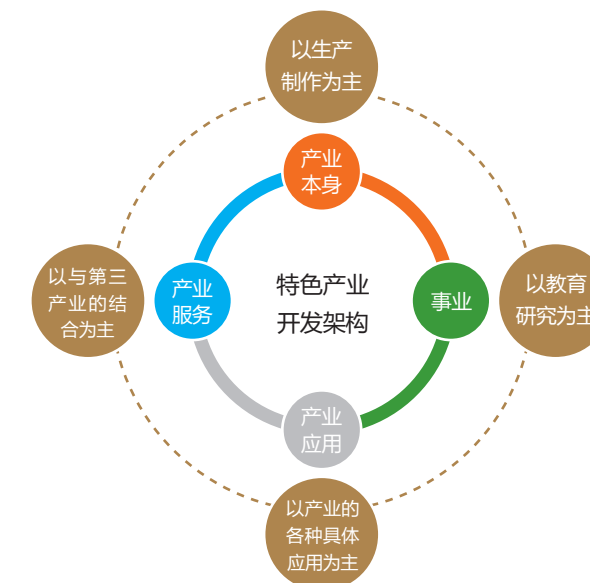 以生产
制作为主
产业
本身
以与第三
产业的结
合为主
产业
服务
特色产业
开发架构
事业
以教育
研究为主
产业
应用
以产业的
各种具体
应用为主